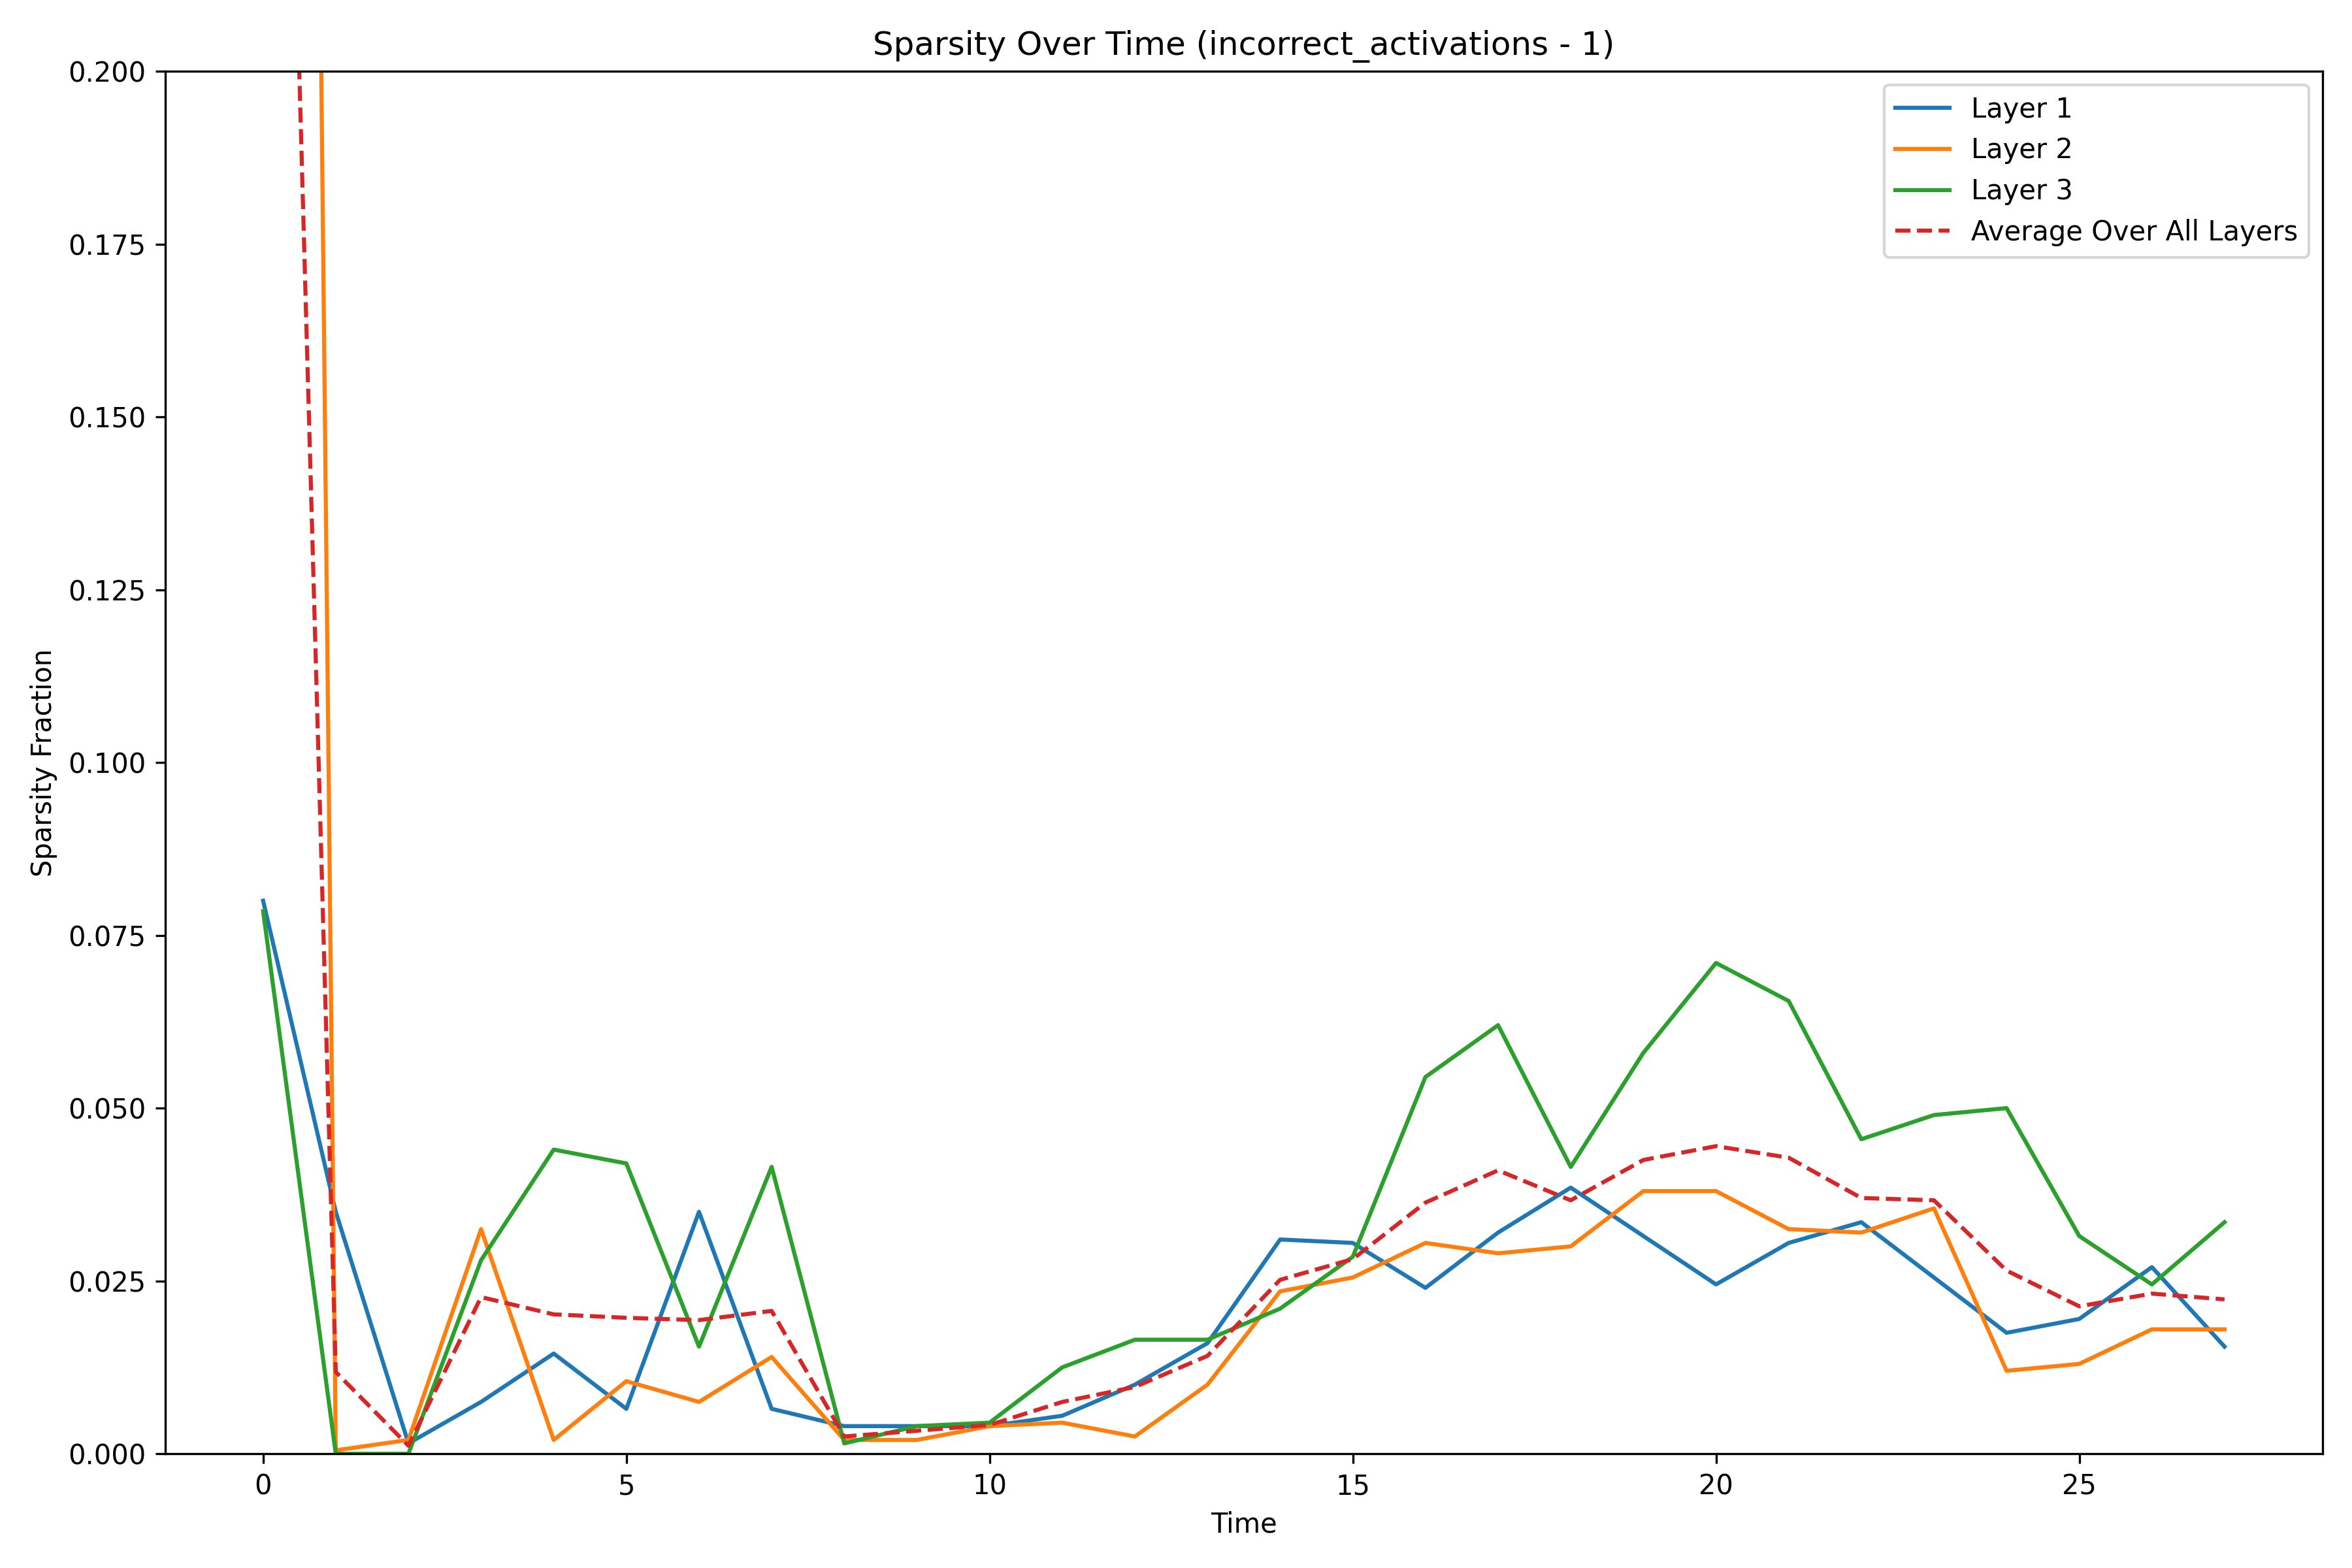 Sparsity Over Time (incorrect_activations - 1)
0.200
0.175
0.150
0.125
0.100
0.075
0.050
0.025
0.000
Sparsity Fraction
Layer 1
Layer 2
Layer 3
Average Over All Layers
0 5 10 15 20 25
Time